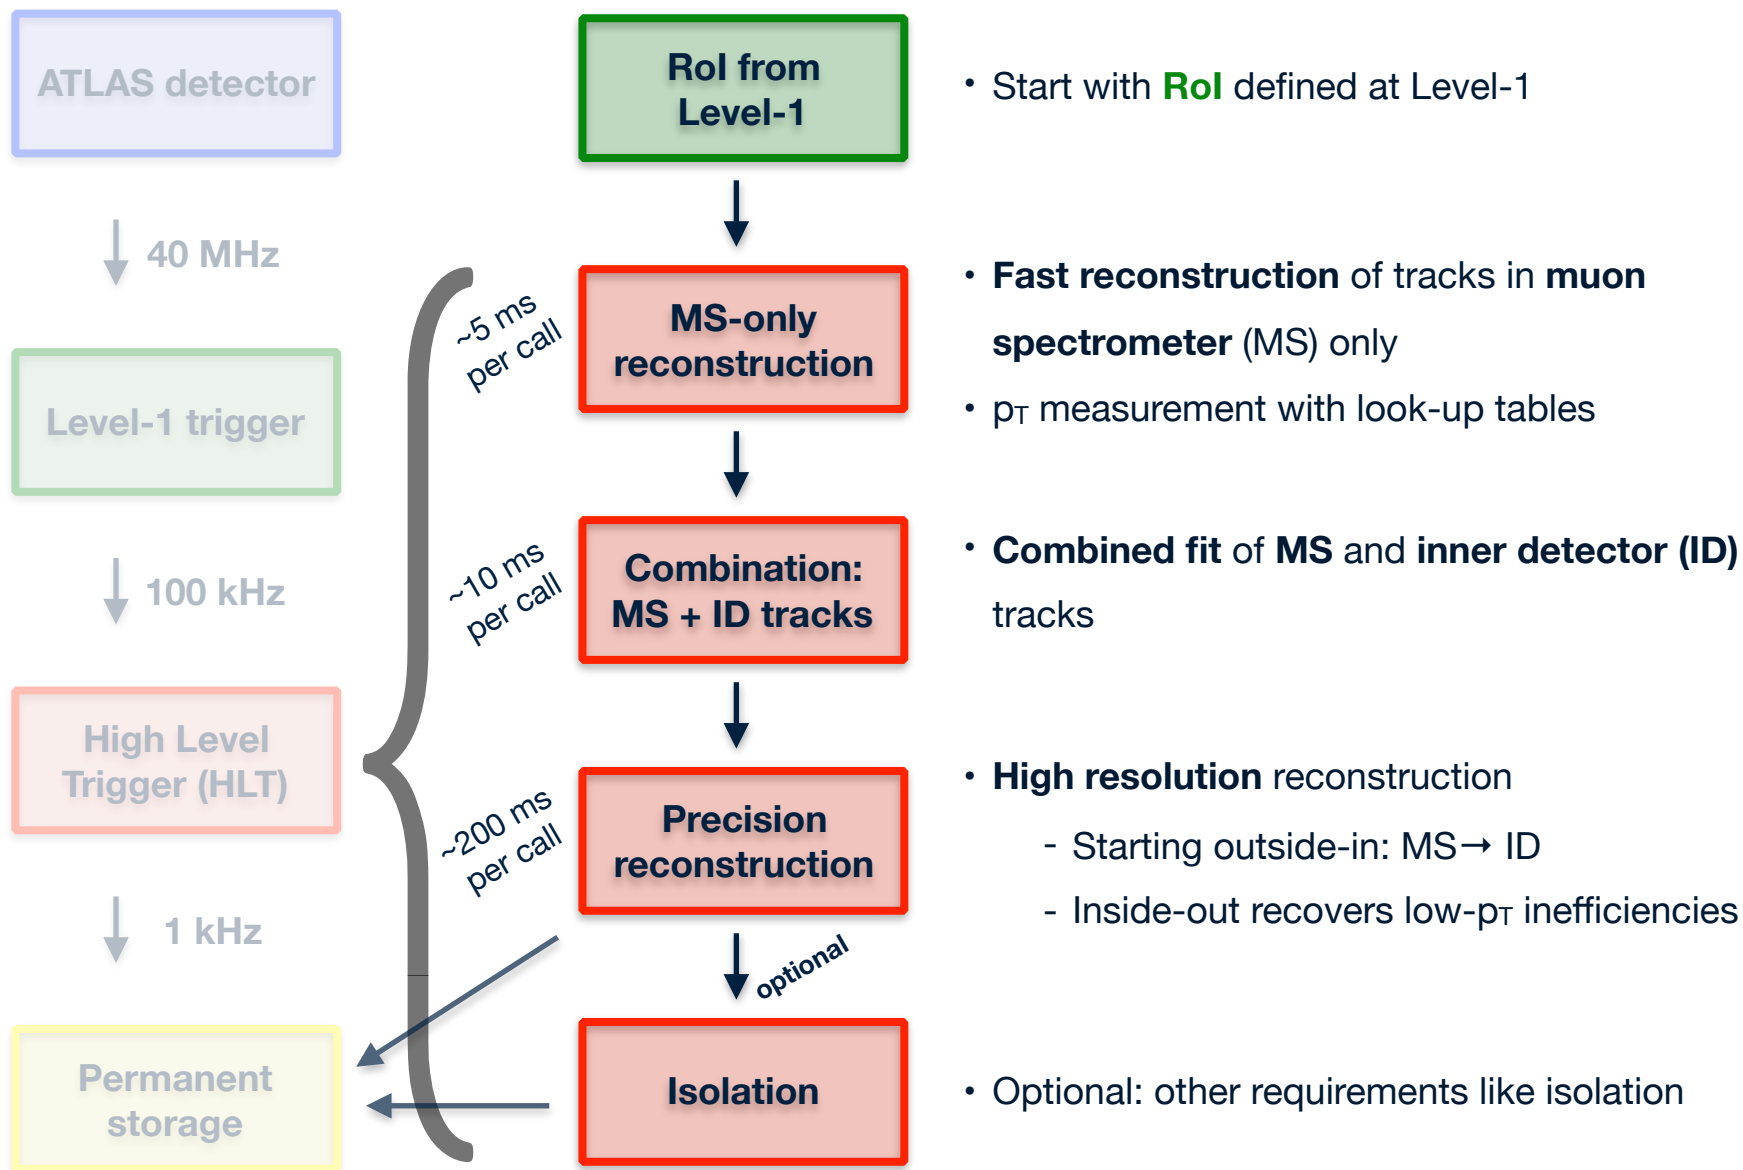 ATLAS detector
40 MHz
Level-1 trigger
100 kHz
High Level
Trigger (HLT)
1 kHz
Permanent
storage
RoI from
Level-1
~5 ms
per call
MS-only
reconstruction
~10 ms
per call
Combination:
MS + ID tracks
~200 ms
per call
Precision
reconstruction
optional
Isolation
• Start with RoI defined at Level-1
• Fast reconstruction of tracks in muon
spectrometer (MS) only
• pT measurement with look-up tables
• Combined fit of MS and inner detector (ID)
tracks
• High resolution reconstruction
- Starting outside-in: MS→ ID
- Inside-out recovers low-pT inefficiencies
• Optional: other requirements like isolation